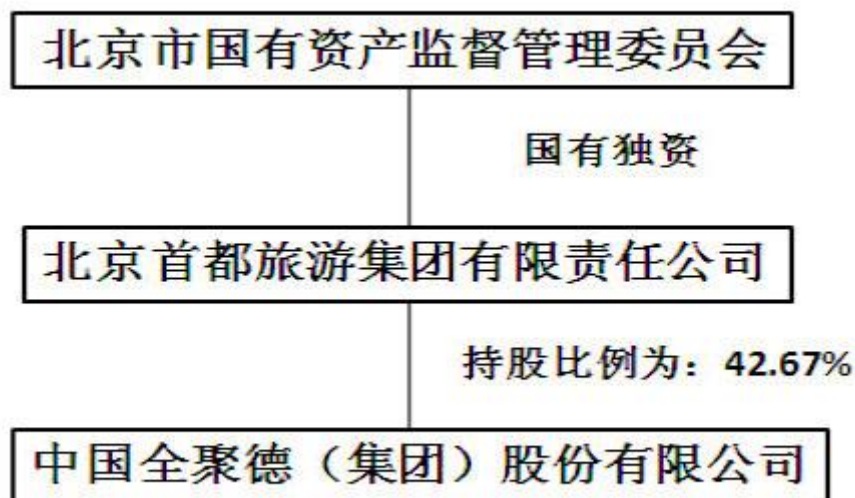 北京市国有资产监督管理委员会
国有独资
北京首都旅游集团有限责任公司
持股比例为：42.67%
中国全聚德（集团）股份有限公司